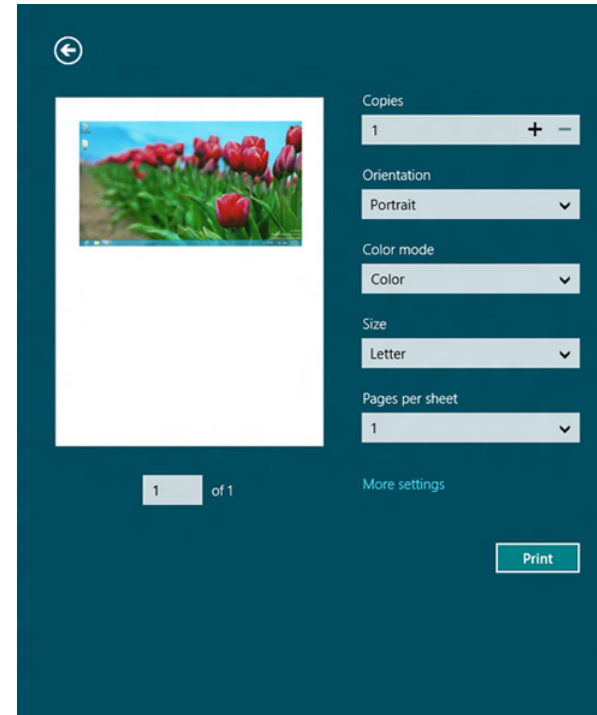 Copies
1
Orientation
Portrait
Color mode
Color
Size
Letter
Pages per sheet
1
1 of 1
More settings
Print